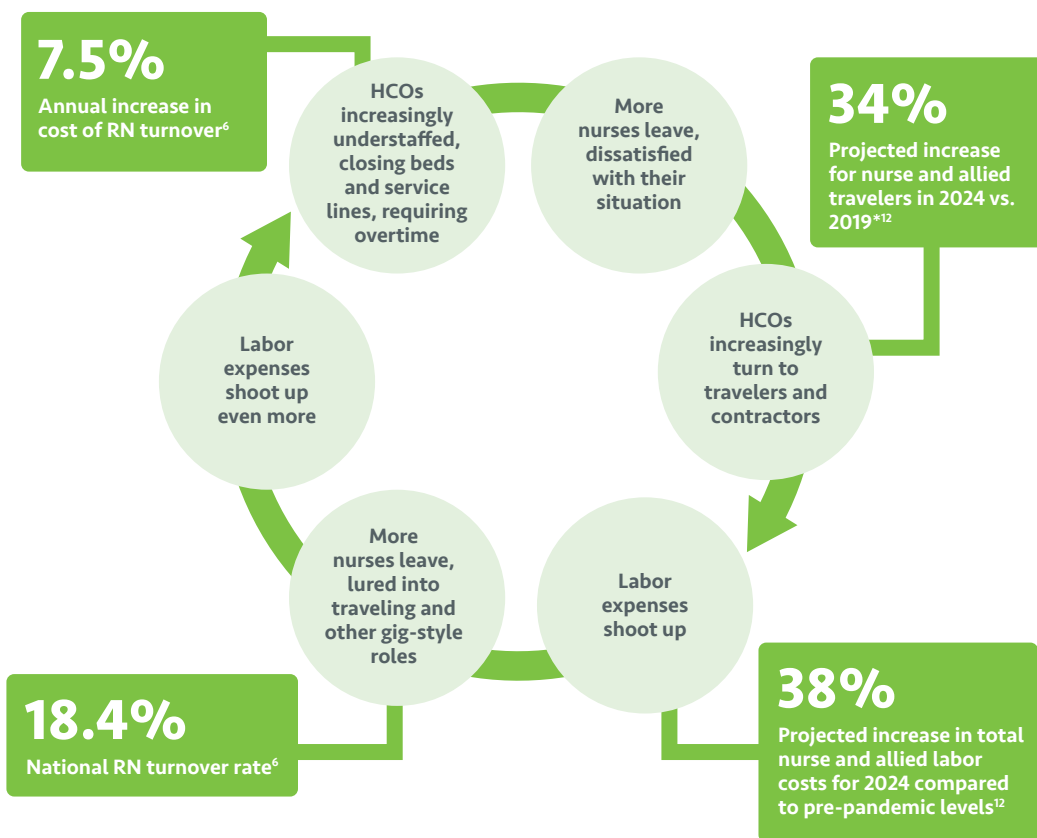 7.5%
Annual increase in
cost of RN turnover⁶
HCOs
increasingly
understaffed,
closing beds
and service
lines, requiring
overtime
More
nurses leave,
dissatisfied
with their
situation
34%
Projected increase
for nurse and allied
travelers in 2024 vs.
2019*¹²
HCOs
increasingly
turn to
travelers and
contractors
Labor
expenses
shoot up
38%
Projected increase in total
nurse and allied labor
costs for 2024 compared
to pre-pandemic levels¹²
More
nurses leave,
lured into
traveling and
other gig-style
roles
18.4%
National RN turnover rate⁶
Labor
expenses
shoot up
even more